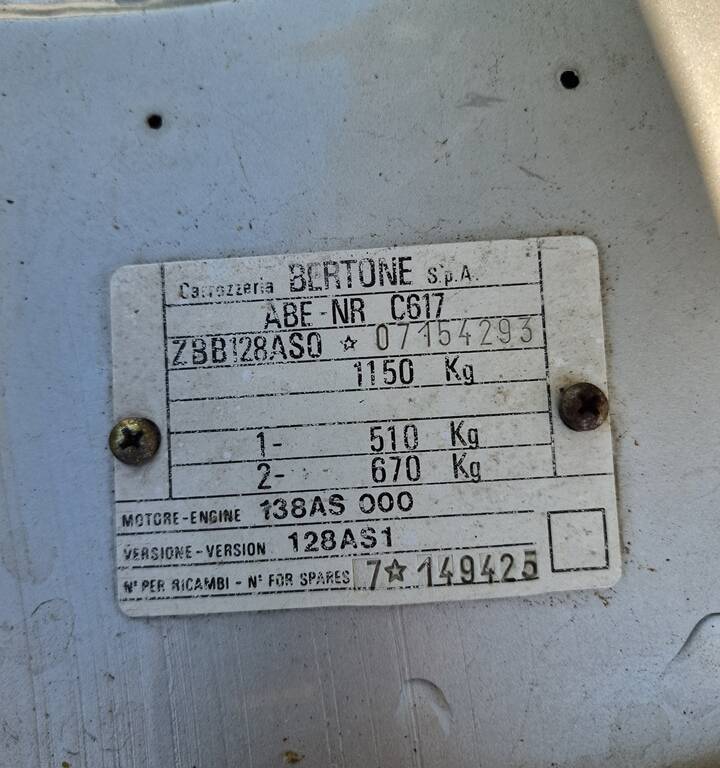 Carrozzeria BERTONE S.p.A.
ABE-NR C617
ZBB128AS0 ☆ 07154293
1150 Kg
1- 510 Kg
2- 670 Kg
MOTORE-ENGINE 138AS 000
VERSIONE-VERSION 128AS1
N° PER RICAMBI - N° FOR SPARES 7☆149425